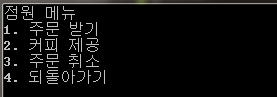 점원 메뉴
1. 주문 받기
2. 커피 제공
3. 주문 취소
4. 되돌아가기